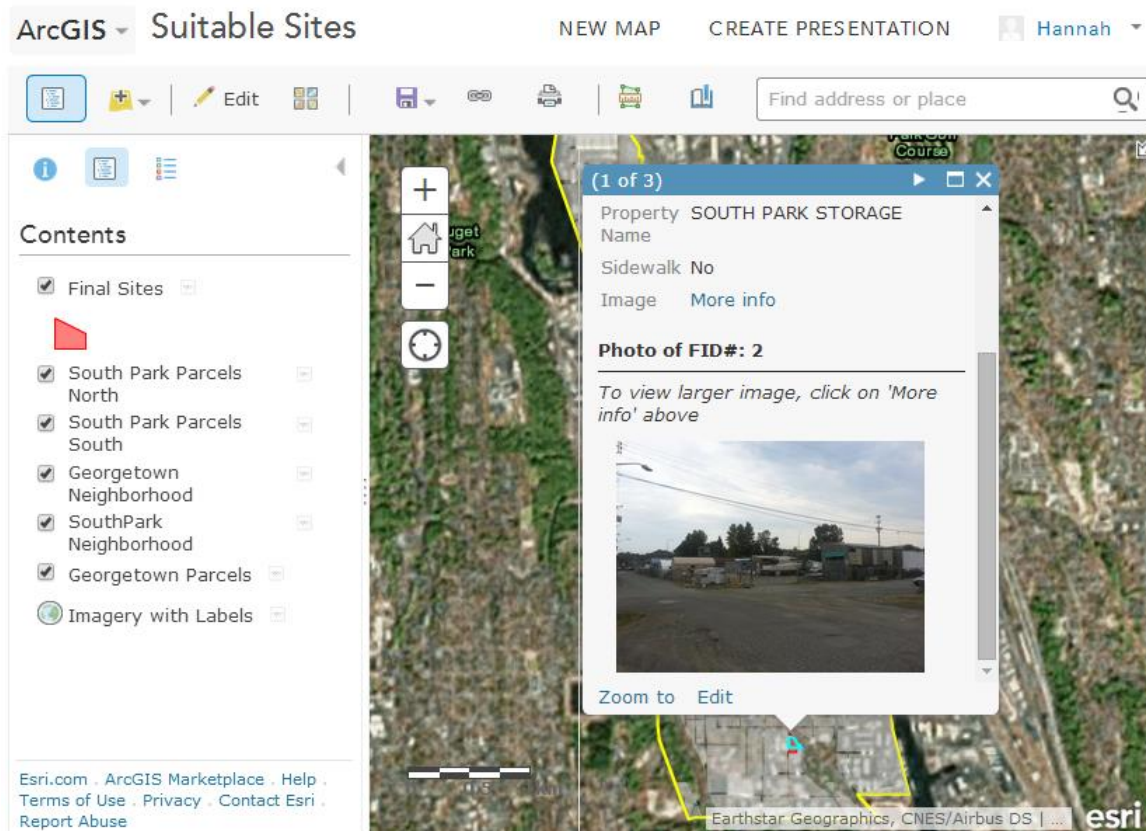 ArcGIS Suitable Sites NEW MAP CREATE PRESENTATION Hannah
Edit Find address or place
Contents
Final Sites
South Park Parcels
North
South Park Parcels
South
Georgetown
Neighborhood
SouthPark
Neighborhood
Georgetown Parcels
Imagery with Labels
Esri.com . ArcGIS Marketplace . Help .
Terms of Use . Privacy . Contact Esri .
Report Abuse
uget
ark
Course)
(1 of 3)
Property SOUTH PARK STORAGE
Name
Sidewalk No
Image More info
Photo of FID#: 2
To view larger image, click on 'More
info' above
Zoom to Edit
Earthstar Geographics, CNES/Airbus DS | ...
esri